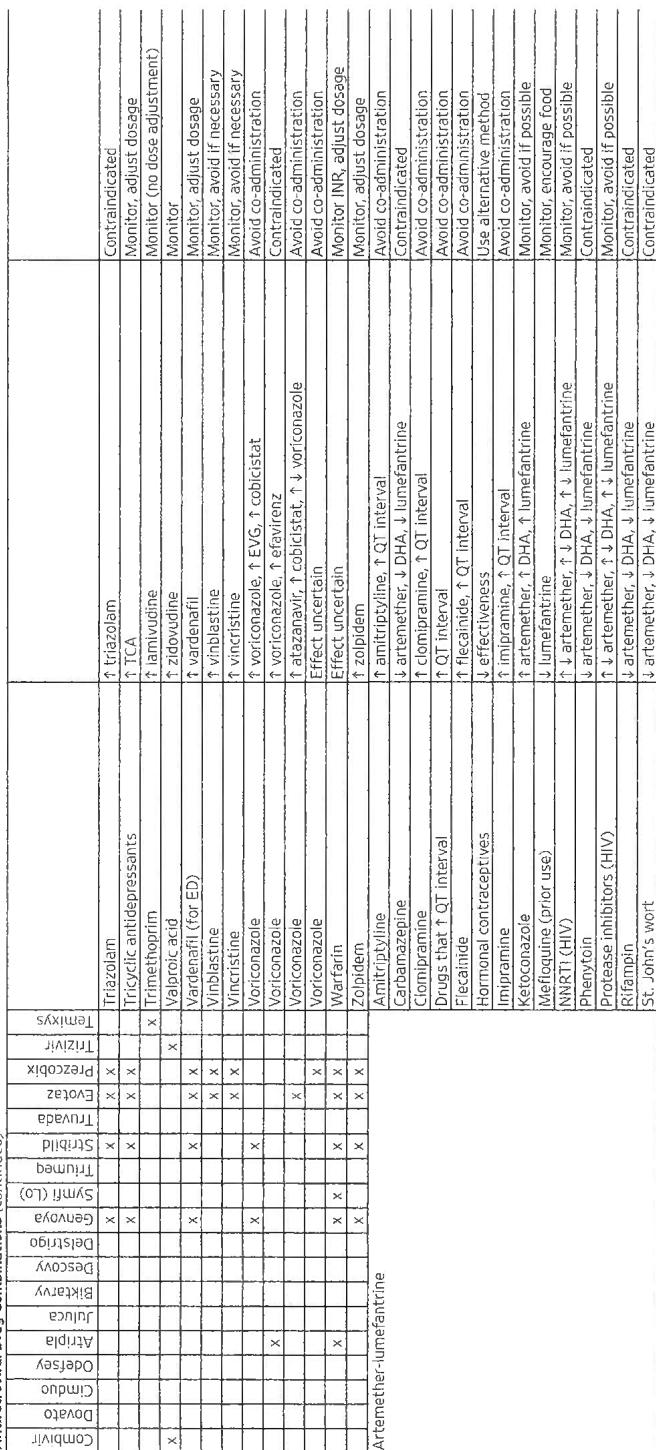 Antiretroviral drug combinations (continued)
Combivir Dovato Cimduo Odefsey Atripla Juluca Biktarvy Descovy Delstrigo Genvoya Symfi (Lo) Triumeq Stribild Truvada Evotaz Prezcobix Trizivir Temixys
x x x x Triazolam ↑ triazolam Contraindicated
x x x x Tricyclic antidepressants ↑ TCA Monitor, adjust dosage
x Trimethoprim ↑ lamivudine Monitor (no dose adjustment)
x x Valproic acid ↑ zidovudine Monitor
x x x x Vardenafil (for ED) ↑ vardenafil Monitor, adjust dosage
x x Vinblastine ↑ vinblastine Monitor, avoid if necessary
x x Vincristine ↑ vincristine Monitor, avoid if necessary
x x Voriconazole ↑ voriconazole, ↑ EVG, ↑ cobicistat Avoid co-administration
x Voriconazole ↑ voriconazole, ↑ efavirenz Contraindicated
x Voriconazole ↑ atazanavir, ↑ cobicistat, ↑ ↓ voriconazole Avoid co-administration
x Voriconazole Effect uncertain Avoid co-administration
x x x x x x Warfarin Effect uncertain Monitor INR, adjust dosage
x x x x Zolpidem ↑ zolpidem Monitor, adjust dosage
Artemether-lumefantrine Amitriptyline ↑ amitriptyline, ↑ QT interval Avoid co-administration
Carbamazepine ↓ artemether, ↓ DHA, ↓ lumefantrine Contraindicated
Clomipramine ↑ clomipramine, ↑ QT interval Avoid co-administration
Drugs that ↑ QT interval ↑ QT interval Avoid co-administration
Flecainide ↑ flecainide, ↑ QT interval Avoid co-administration
Hormonal contraceptives ↓ effectiveness Use alternative method
Imipramine ↑ imipramine, ↑ QT interval Avoid co-administration
Ketoconazole ↑ artemether, ↑ DHA, ↑ lumefantrine Monitor, avoid if possible
Mefloquine (prior use) ↓ lumefantrine Monitor, encourage food
NNRTI (HIV) ↑ ↓ artemether, ↑ ↓ DHA, ↑ ↓ lumefantrine Monitor, avoid if possible
Phenytoin ↓ artemether, ↓ DHA, ↓ lumefantrine Contraindicated
Protease inhibitors (HIV) ↑ ↓ artemether, ↑ ↓ DHA, ↑ ↓ lumefantrine Monitor, avoid if possible
Rifampin ↓ artemether, ↓ DHA, ↓ lumefantrine Contraindicated
St. John's wort ↓ artemether, ↓ DHA, ↓ lumefantrine Contraindicated